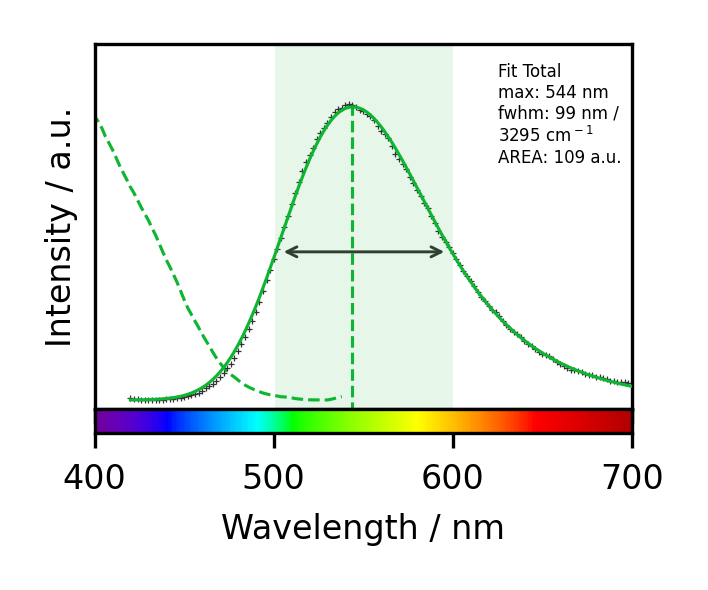 Fit Total
max: 544 nm
fwhm: 99 nm /
3295 cm⁻¹
AREA: 109 a.u.
Intensity / a.u.
400 500 600 700
Wavelength / nm